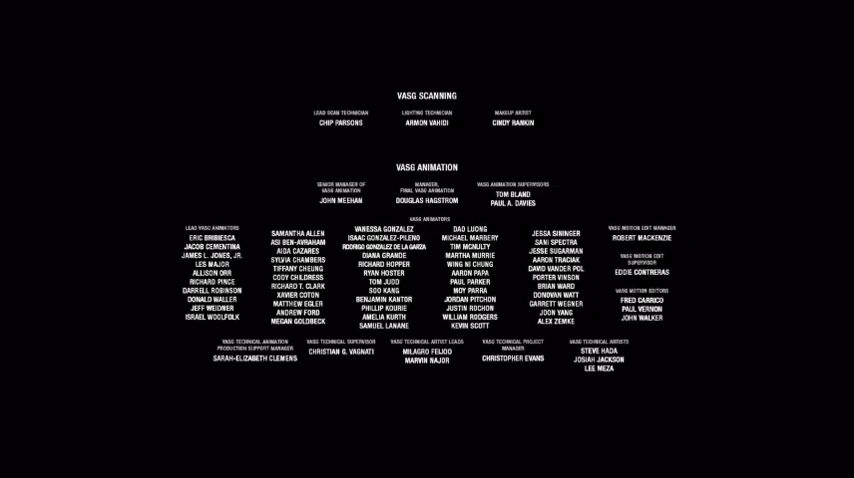 VASG SCANNING
LEAD SCAN TECHNICIAN
CHIP PARSONS
LIGHTING TECHNICIAN
ARMON VAHIDI
MAKEUP ARTIST
CINDY RANKIN
VASG ANIMATION
SENIOR MANAGER OF
VASG ANIMATION
JOHN MEEHAN
MANAGER,
FINAL VASG ANIMATION
DOUGLAS HAGSTROM
VASG ANIMATION SUPERVISORS
TOM BLAND
PAUL A. DAVIES
VASG ANIMATORS
LEAD VASG ANIMATORS
ERIC BRIBIESCA
JACOB CEMENTINA
JAMES L. JONES, JR.
LES MAJOR
ALLISON ORR
RICHARD PINCE
DARRELL ROBINSON
DONALD WALLER
JEFF WEIDNER
ISRAEL WOOLFOLK
SAMANTHA ALLEN
ASI BEN-AVRAHAM
AIDA CAZARES
SYLVIA CHAMBERS
TIFFANY CHEUNG
CODY CHILDRESS
RICHARD T. CLARK
XAVIER COTON
MATTHEW EGLER
ANDREW FORD
MEGAN GOLDBECK
VANESSA GONZALEZ
ISAAC GONZALEZ-PILENO
RODRIGO GONZALEZ DE LA GARZA
DIANA GRANDE
RICHARD HOPPER
RYAN HOSTER
TOM JUDD
SOO KANG
BENJAMIN KANTOR
PHILLIP KOURIE
AMELIA KURTH
SAMUEL LANANE
DAO LUONG
MICHAEL MARBERY
TIM MCNULTY
MARTHA MURRIE
WING NI CHUNG
AARON PAPA
PAUL PARKER
MOY PARRA
JORDAN PITCHON
JUSTIN ROCHON
WILLIAM RODGERS
KEVIN SCOTT
JESSA SININGER
SANI SPECTRA
JESSE SUGARMAN
AARON TRACIAK
DAVID VANDER POL
PORTER VINSON
BRIAN WARD
DONOVAN WATT
GARRETT WEGNER
JOON YANG
ALEX ZEMKE
VASG MOTION EDIT MANAGER
ROBERT MACKENZIE
VASG MOTION EDIT
SUPERVISOR
EDDIE CONTRERAS
VASG MOTION EDITORS
FRED CARRICO
PAUL VERNON
JOHN WALKER
VASG TECHNICAL ANIMATION
PRODUCTION SUPPORT MANAGER
SARAH-ELIZABETH CLEMENS
VASG TECHNICAL SUPERVISOR
CHRISTIAN G. VAGNATI
VASG TECHNICAL ARTIST LEADS
MILAGRO FEIJOO
MARVIN NAJOR
VASG TECHNICAL PROJECT
MANAGER
CHRISTOPHER EVANS
VASG TECHNICAL ARTISTS
STEVE HADA
JOSIAH JACKSON
LEE MEZA